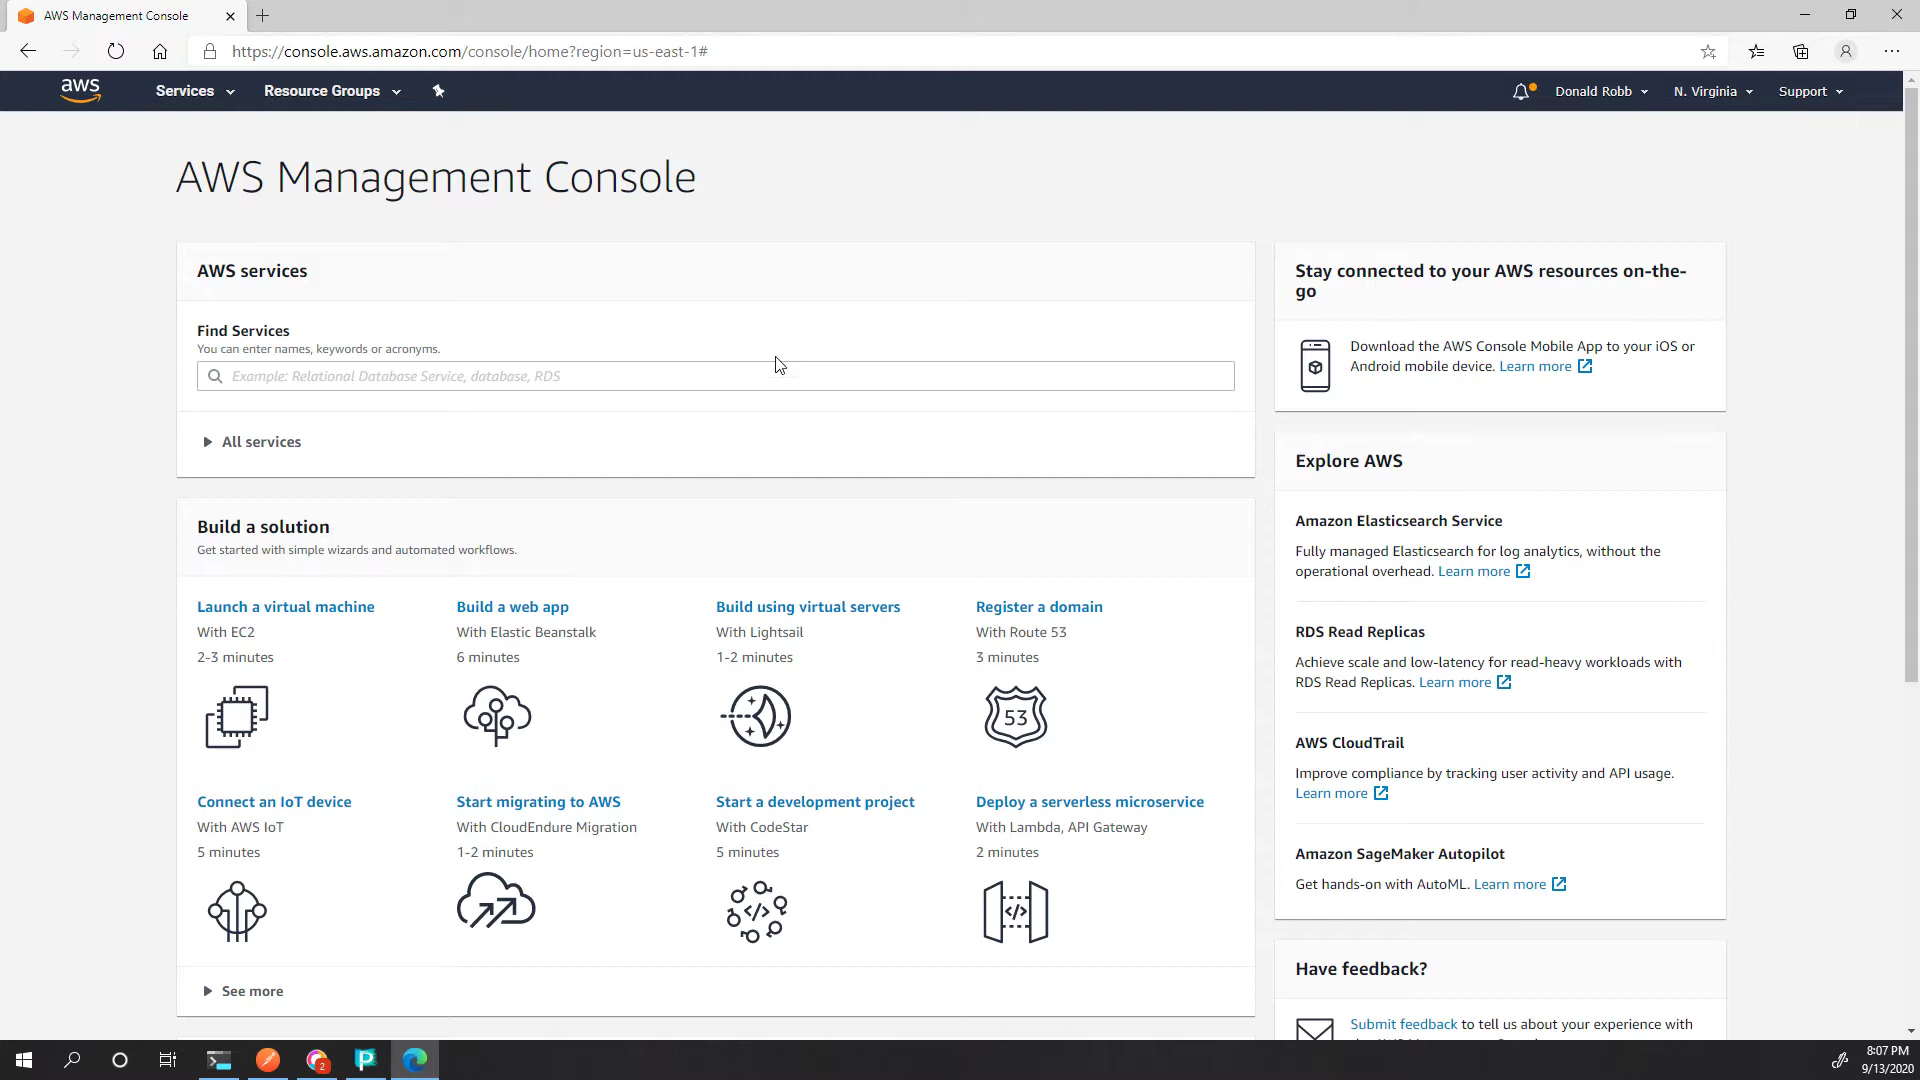 AWS Management Console
https://console.aws.amazon.com/console/home?region=us-east-1#
aws
Services
Resource Groups
Donald Robb
N. Virginia
Support
AWS Management Console
AWS services
Find Services
You can enter names, keywords or acronyms.
Example: Relational Database Service, database, RDS
All services
Build a solution
Get started with simple wizards and automated workflows.
Launch a virtual machine
With EC2
2-3 minutes
Build a web app
With Elastic Beanstalk
6 minutes
Build using virtual servers
With Lightsail
1-2 minutes
Register a domain
With Route 53
3 minutes
53
Connect an IoT device
With AWS IoT
5 minutes
Start migrating to AWS
With CloudEndure Migration
1-2 minutes
Start a development project
With CodeStar
5 minutes
</>
Deploy a serverless microservice
With Lambda, API Gateway
2 minutes
</>
See more
Stay connected to your AWS resources on-the-
go
Download the AWS Console Mobile App to your iOS or
Android mobile device. Learn more
Explore AWS
Amazon Elasticsearch Service
Fully managed Elasticsearch for log analytics, without the
operational overhead. Learn more
RDS Read Replicas
Achieve scale and low-latency for read-heavy workloads with
RDS Read Replicas. Learn more
AWS CloudTrail
Improve compliance by tracking user activity and API usage.
Learn more
Amazon SageMaker Autopilot
Get hands-on with AutoML. Learn more
Have feedback?
Submit feedback to tell us about your experience with
2
8:07 PM
9/13/2020